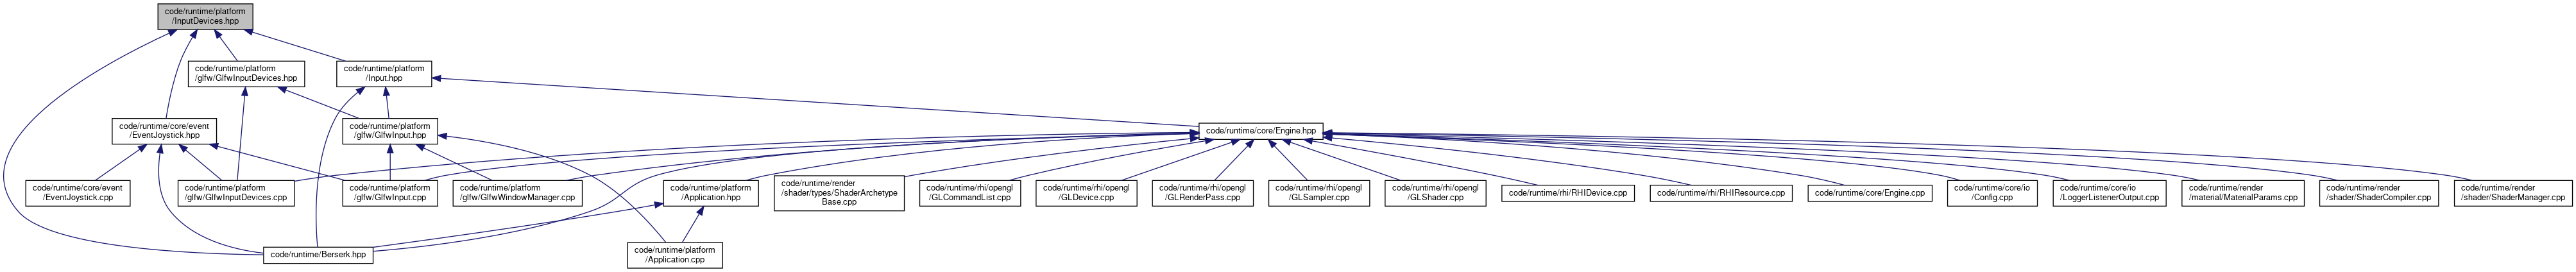 code/runtime/platform
/InputDevices.hpp
code/runtime/platform
/glfw/GlfwInputDevices.hpp
code/runtime/platform
/Input.hpp
code/runtime/core/event
/EventJoystick.hpp
code/runtime/platform
/glfw/GlfwInput.hpp
code/runtime/core/Engine.hpp
code/runtime/core/event
/EventJoystick.cpp
code/runtime/platform
/glfw/GlfwInputDevices.cpp
code/runtime/platform
/glfw/GlfwInput.cpp
code/runtime/platform
/glfw/GlfwWindowManager.cpp
code/runtime/platform
/Application.hpp
code/runtime/render
/shader/types/ShaderArchetype
Base.cpp
code/runtime/rhi/opengl
/GLCommandList.cpp
code/runtime/rhi/opengl
/GLDevice.cpp
code/runtime/rhi/opengl
/GLRenderPass.cpp
code/runtime/rhi/opengl
/GLSampler.cpp
code/runtime/rhi/opengl
/GLShader.cpp
code/runtime/rhi/RHIDevice.cpp
code/runtime/rhi/RHIResource.cpp
code/runtime/core/Engine.cpp
code/runtime/core/io
/Config.cpp
code/runtime/core/io
/LoggerListenerOutput.cpp
code/runtime/render
/material/MaterialParams.cpp
code/runtime/render
/shader/ShaderCompiler.cpp
code/runtime/render
/shader/ShaderManager.cpp
code/runtime/Berserk.hpp
code/runtime/platform
/Application.cpp